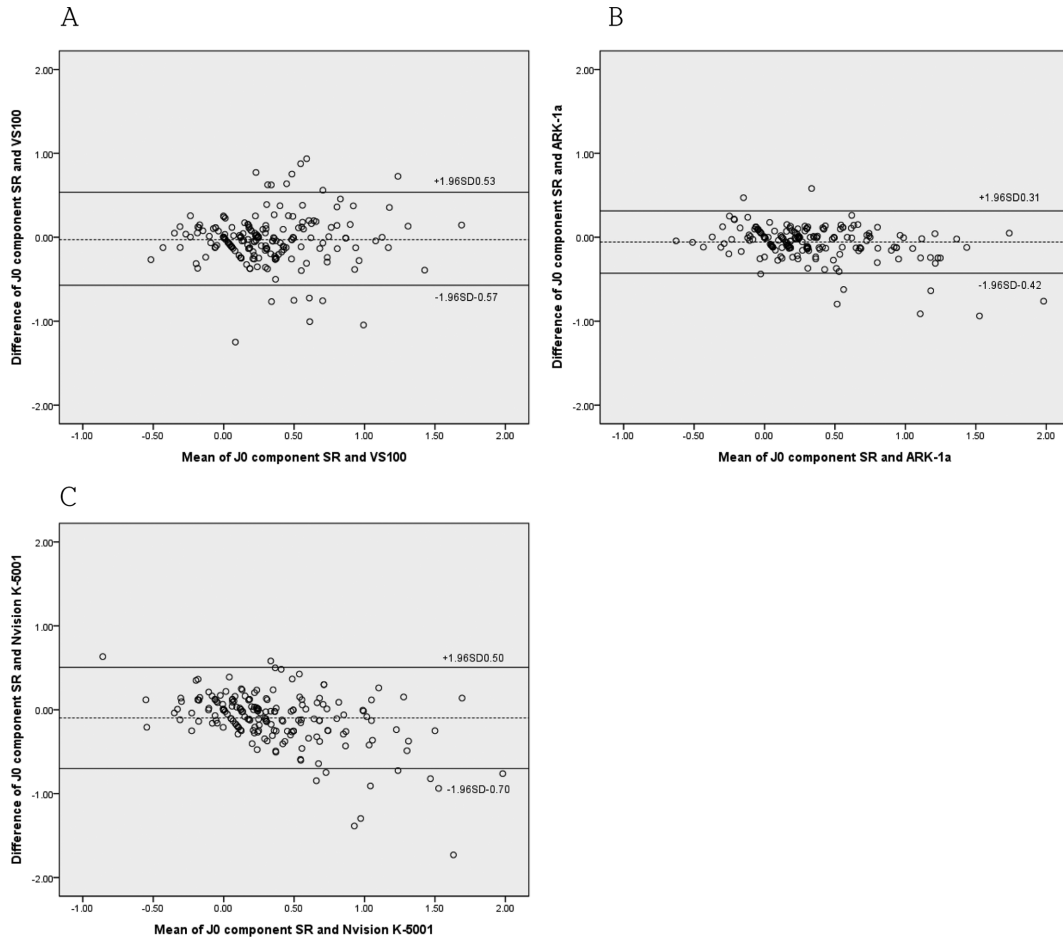 A
Difference of J0 component SR and VS100
2.00
1.00
0.00
-1.00
-2.00
+1.96SD0.53
-1.96SD-0.57
-1.00
-0.50
0.00
0.50
1.00
1.50
2.00
Mean of J0 component SR and VS100
B
Difference of J0 component SR and ARK-1a
2.00
1.00
0.00
-1.00
-2.00
+1.96SD0.31
-1.96SD-0.42
-1.00
-0.50
0.00
0.50
1.00
1.50
2.00
Mean of J0 component SR and ARK-1a
C
Difference of J0 component SR and Nvision K-5001
2.00
1.00
0.00
-1.00
-2.00
+1.96SD0.50
-1.96SD-0.70
-1.00
-0.50
0.00
0.50
1.00
1.50
2.00
Mean of J0 component SR and Nvision K-5001